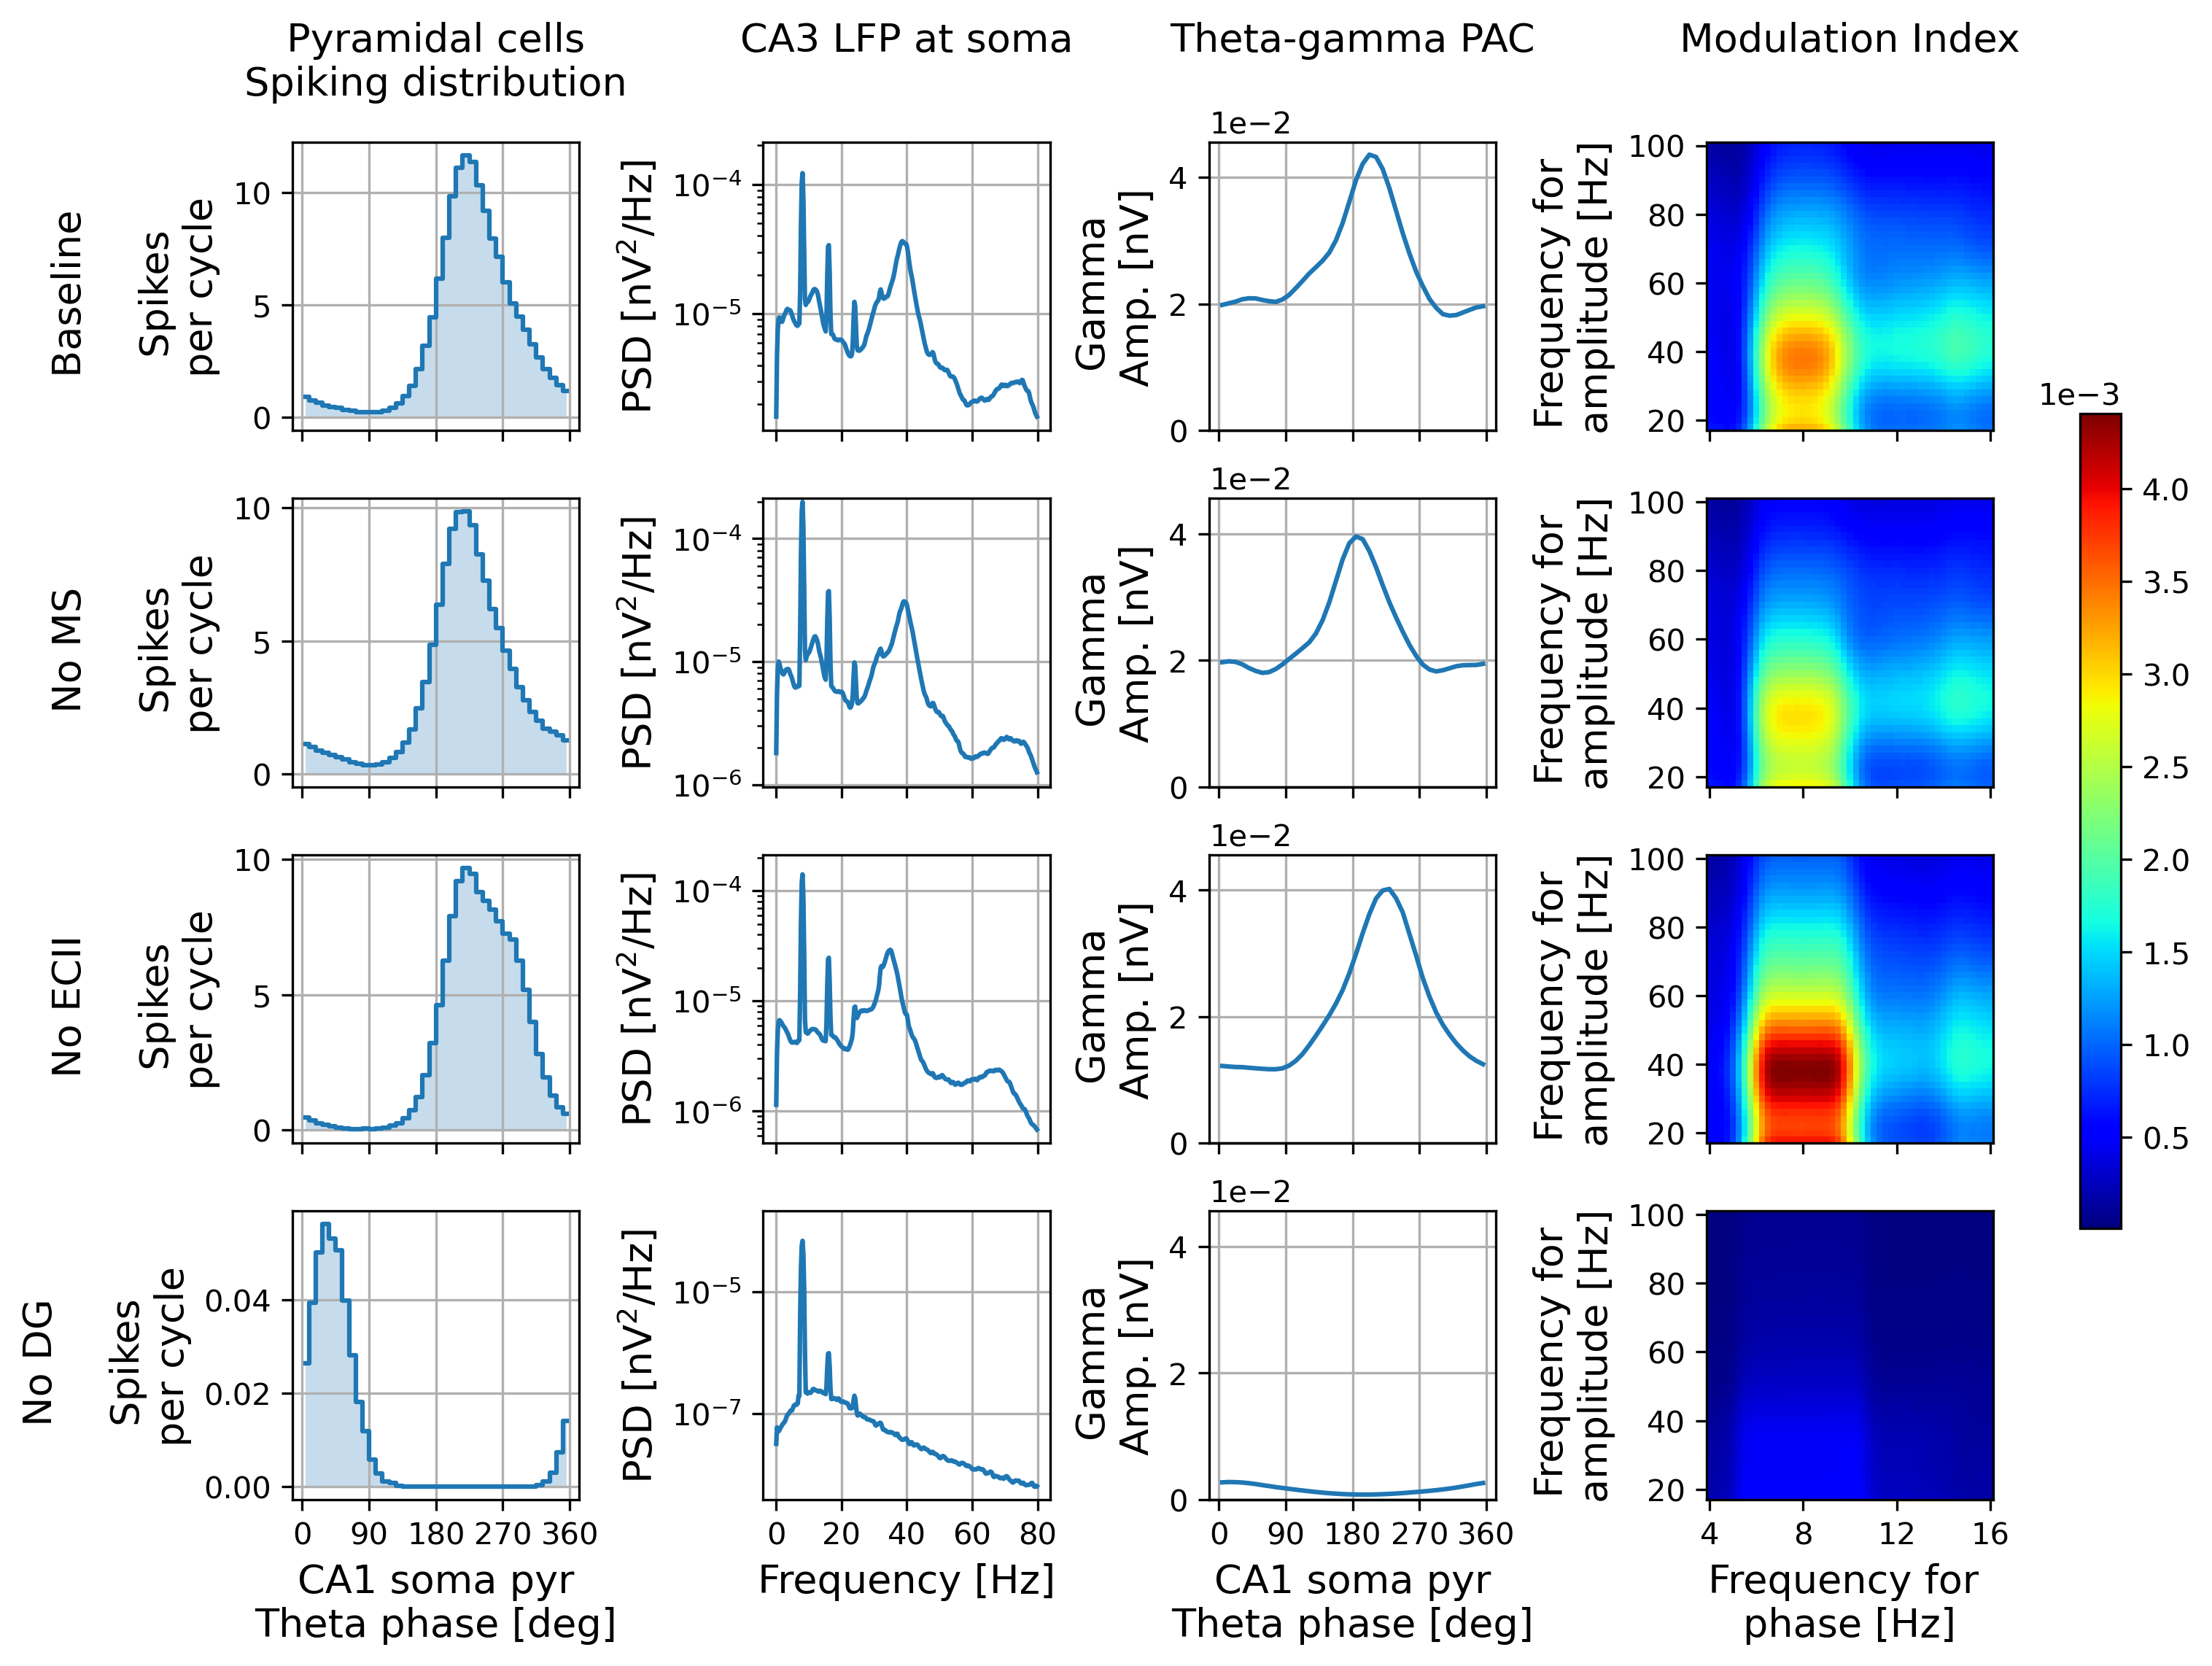 Pyramidal cells
Spiking distribution
CA3 LFP at soma
Theta-gamma PAC
Modulation Index
Baseline
Spikes
per cycle
10
5
0
PSD [nV²/Hz]
10⁻⁴
10⁻⁵
Gamma
Amp. [nV]
1e−2
4
2
0
Frequency for
amplitude [Hz]
100
80
60
40
20
No MS
Spikes
per cycle
10
5
0
PSD [nV²/Hz]
10⁻⁴
10⁻⁵
10⁻⁶
Gamma
Amp. [nV]
1e−2
4
2
0
Frequency for
amplitude [Hz]
100
80
60
40
20
No ECII
Spikes
per cycle
10
5
0
PSD [nV²/Hz]
10⁻⁴
10⁻⁵
10⁻⁶
Gamma
Amp. [nV]
1e−2
4
2
0
Frequency for
amplitude [Hz]
100
80
60
40
20
No DG
Spikes
per cycle
0.04
0.02
0.00
0 90 180 270 360
CA1 soma pyr
Theta phase [deg]
PSD [nV²/Hz]
10⁻⁵
10⁻⁷
0 20 40 60 80
Frequency [Hz]
Gamma
Amp. [nV]
1e−2
4
2
0
0 90 180 270 360
CA1 soma pyr
Theta phase [deg]
Frequency for
amplitude [Hz]
100
80
60
40
20
4 8 12 16
Frequency for
phase [Hz]
1e−3
4.0
3.5
3.0
2.5
2.0
1.5
1.0
0.5